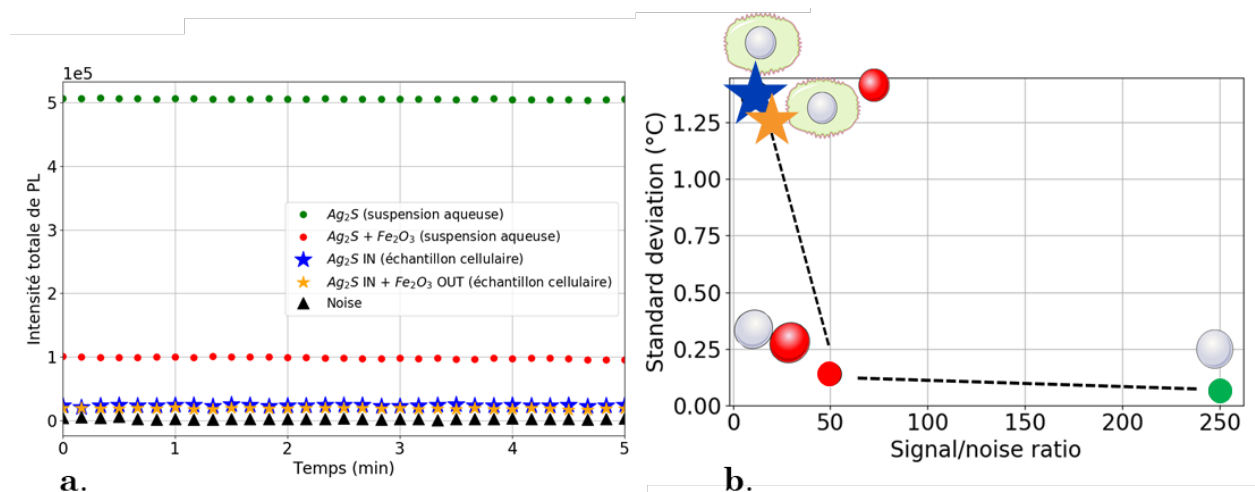 1e5
5
4
3
2
1
0
Intensité totale de PL
Ag₂S (suspension aqueuse)
Ag₂S + Fe₂O₃ (suspension aqueuse)
Ag₂S IN (échantillon cellulaire)
Ag₂S IN + Fe₂O₃ OUT (échantillon cellulaire)
Noise
0 1 2 3 4 5
Temps (min)
a.
Standard deviation (°C)
1.25
1.00
0.75
0.50
0.25
0.00
0 50 100 150 200 250
Signal/noise ratio
b.